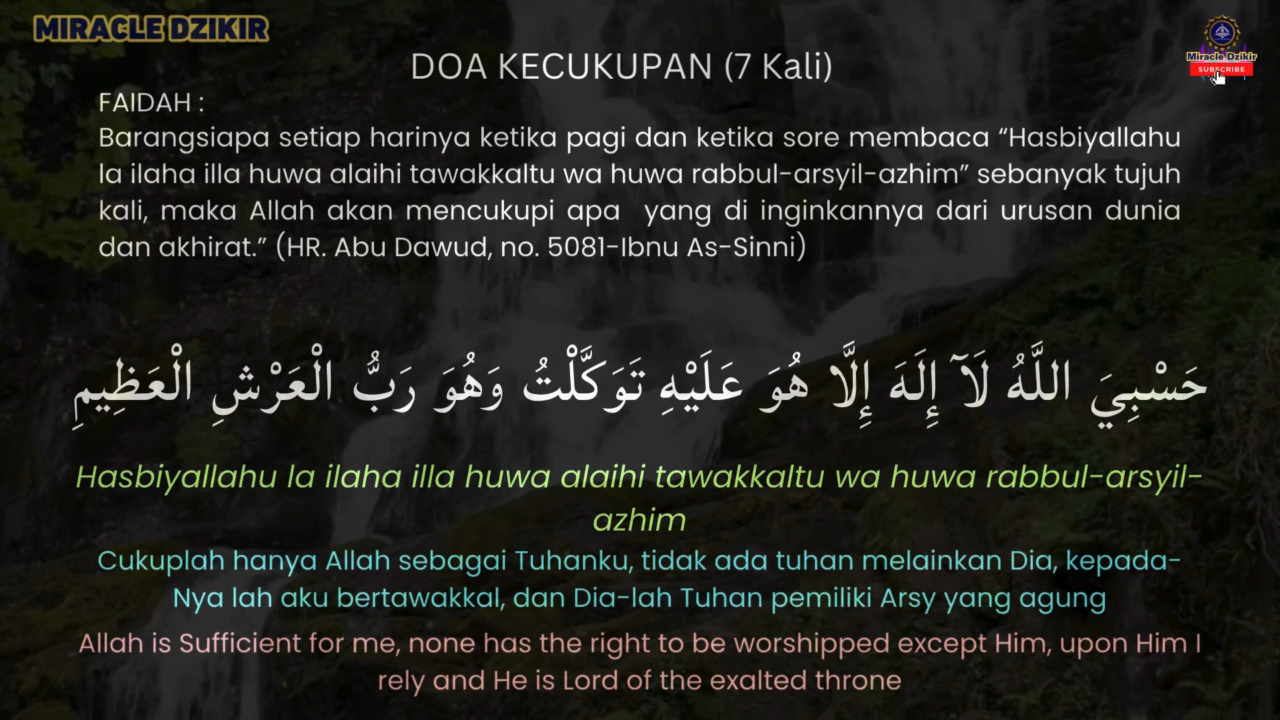 MIRACLE DZIKIR
Miracle Dzikir
SUBSCRIBE
DOA KECUKUPAN (7 Kali)
FAIDAH :
Barangsiapa setiap harinya ketika pagi dan ketika sore membaca “Hasbiyallahu
la ilaha illa huwa alaihi tawakkaltu wa huwa rabbul-arsyil-azhim” sebanyak tujuh
kali, maka Allah akan mencukupi apa yang di inginkannya dari urusan dunia
dan akhirat.” (HR. Abu Dawud, no. 5081-Ibnu As-Sinni)
حَسْبِيَ اللَّهُ لَآ إِلَهَ إِلَّا هُوَ عَلَيْهِ تَوَكَّلْتُ وَهُوَ رَبُّ الْعَرْشِ الْعَظِيمِ
Hasbiyallahu la ilaha illa huwa alaihi tawakkaltu wa huwa rabbul-arsyil-
azhim
Cukuplah hanya Allah sebagai Tuhanku, tidak ada tuhan melainkan Dia, kepada-
Nya lah aku bertawakkal, dan Dia-lah Tuhan pemiliki Arsy yang agung
Allah is Sufficient for me, none has the right to be worshipped except Him, upon Him I
rely and He is Lord of the exalted throne